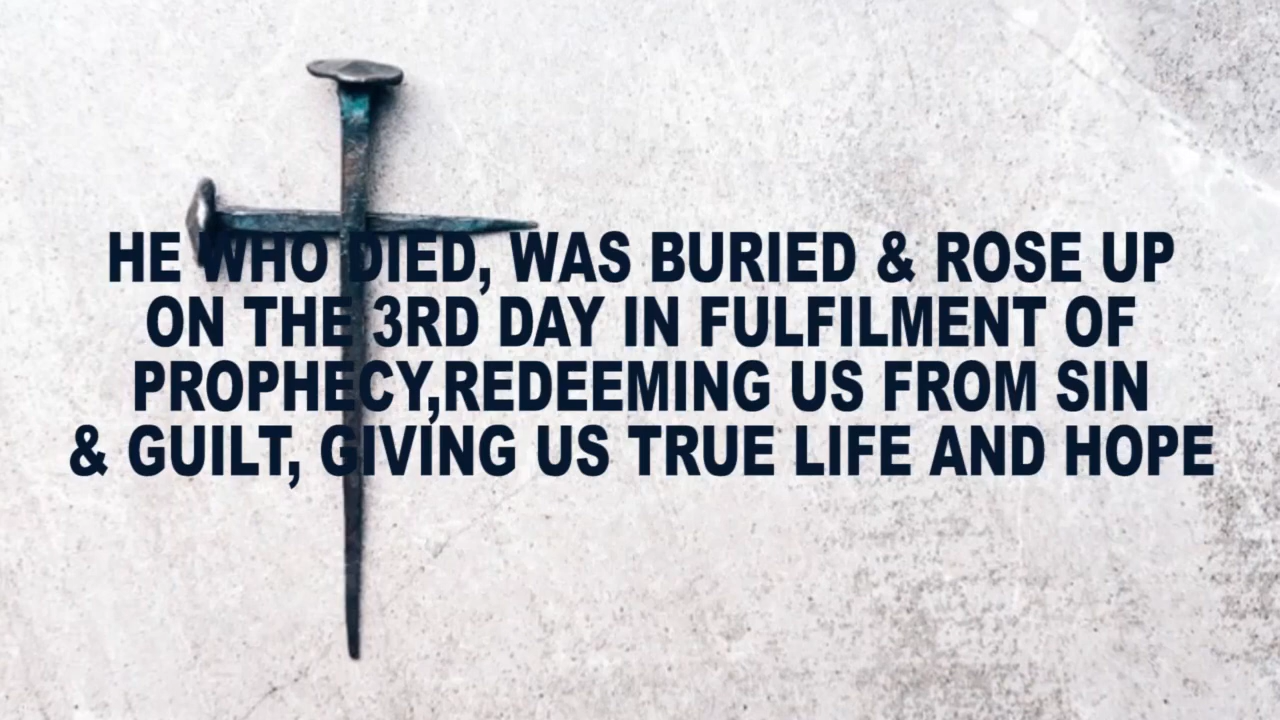 HE WHO DIED, WAS BURIED & ROSE UP
ON THE 3RD DAY IN FULFILMENT OF
PROPHECY,REDEEMING US FROM SIN
& GUILT, GIVING US TRUE LIFE AND HOPE